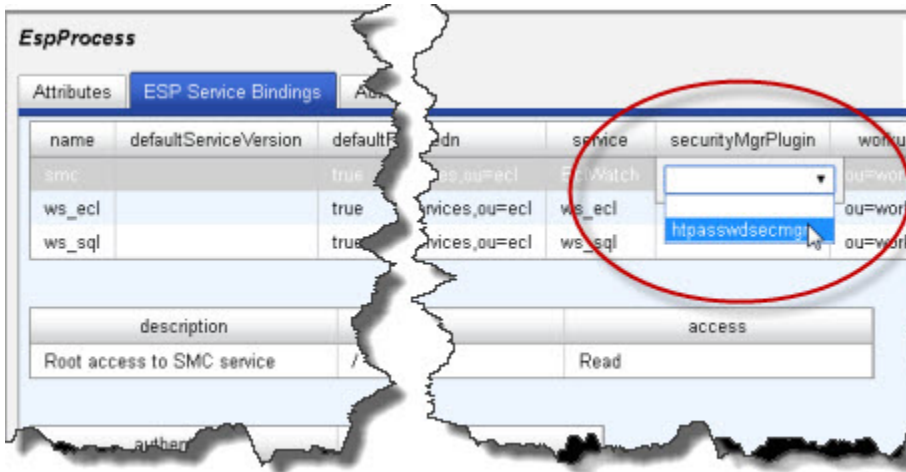 EspProcess
Attributes ESP Service Bindings
name defaultServiceVersion service securityMgrPlugin
smc true
ws_ecl true ws_ecl
htpasswdsecmgr
ws_sql true ws_sql
description access
Root access to SMC service / Read